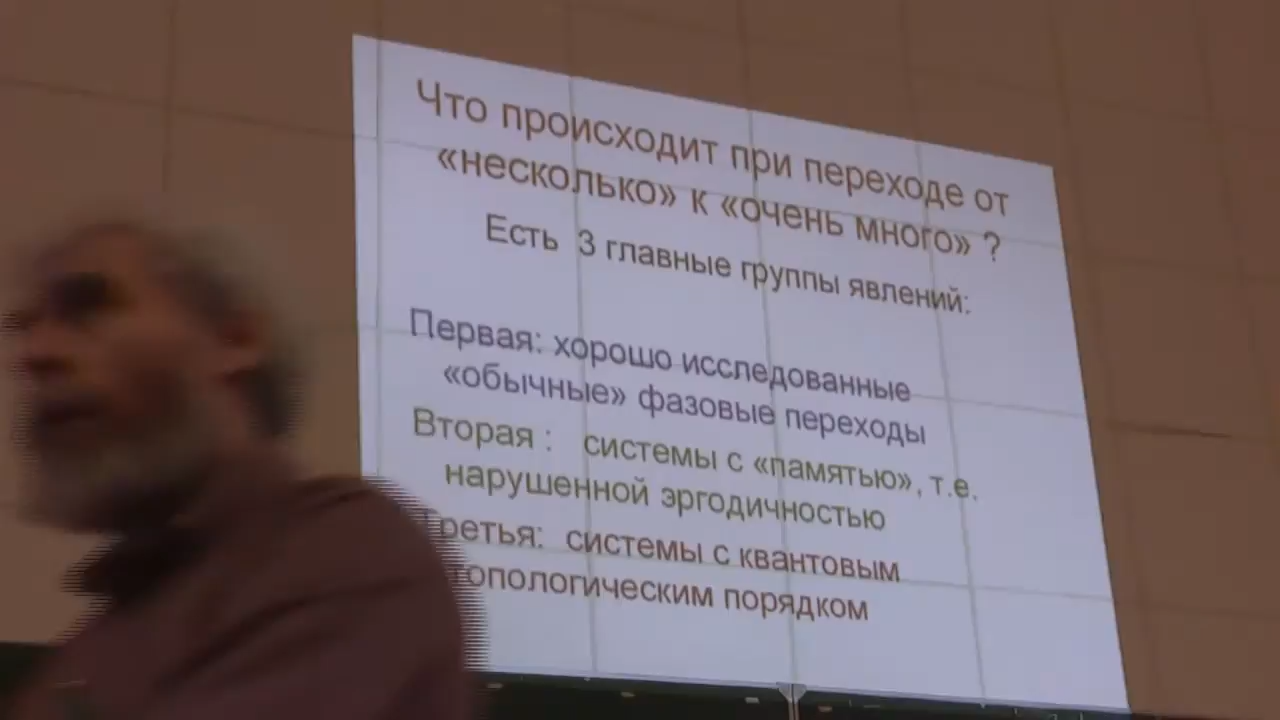 Что происходит при переходе от
«несколько» к «очень много» ?
Есть 3 главные группы явлений:
Первая: хорошо исследованные
«обычные» фазовые переходы
Вторая : системы с «памятью», т.е.
нарушенной эргодичностью
Третья: системы с квантовым
топологическим порядком